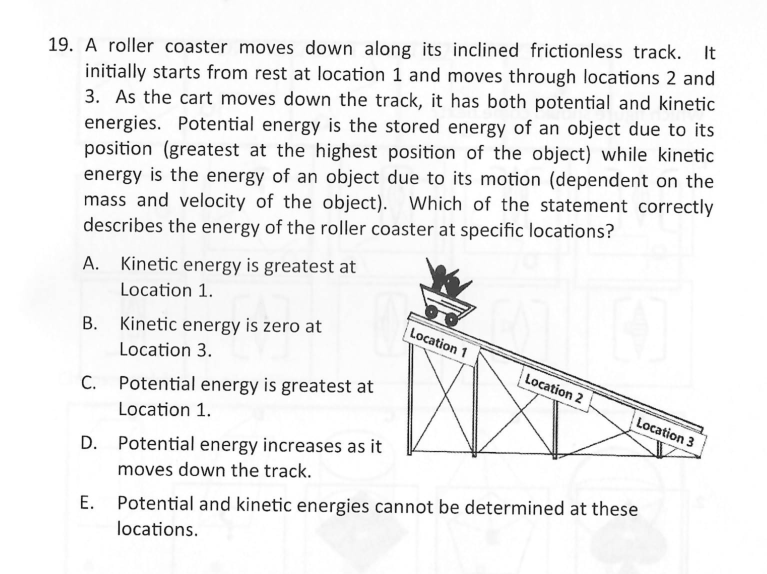 19. A roller coaster moves down along its inclined frictionless track. It
initially starts from rest at location 1 and moves through locations 2 and
3. As the cart moves down the track, it has both potential and kinetic
energies. Potential energy is the stored energy of an object due to its
position (greatest at the highest position of the object) while kinetic
energy is the energy of an object due to its motion (dependent on the
mass and velocity of the object). Which of the statement correctly
describes the energy of the roller coaster at specific locations?
A. Kinetic energy is greatest at
Location 1.
B. Kinetic energy is zero at
Location 3.
C. Potential energy is greatest at
Location 1.
D. Potential energy increases as it
moves down the track.
E. Potential and kinetic energies cannot be determined at these
locations.
Location 1
Location 2
Location 3